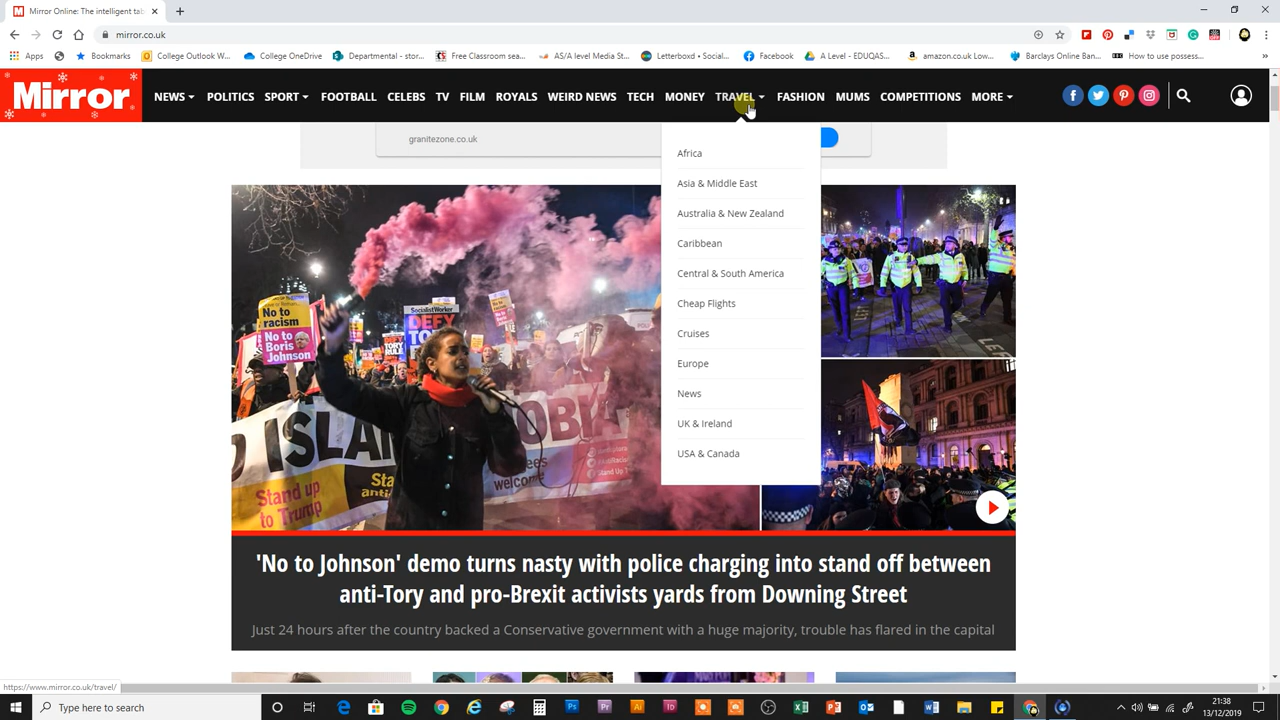 Mirror Online: The intelligent tab
mirror.co.uk
Apps
Bookmarks
College Outlook W...
College OneDrive
Departmental - stor...
Free Classroom sea...
AS/A level Media St...
Letterboxd • Social...
Facebook
A Level - EDUQAS...
amazon.co.uk Low...
Barclays Online Ban...
How to use possess...
Mirror
NEWS
POLITICS
SPORT
FOOTBALL
CELEBS
TV
FILM
ROYALS
WEIRD NEWS
TECH
MONEY
TRAVEL
FASHION
MUMS
COMPETITIONS
MORE
granitezone.co.uk
Africa
Asia & Middle East
Australia & New Zealand
Caribbean
Central & South America
Cheap Flights
Cruises
Europe
News
UK & Ireland
USA & Canada
No to
racism
No to
Boris
Johnson
SocialistWorker
DEFY
TORY
RULE
ISLA
Stand up
to Trump
Sta
anti
welcome
'No to Johnson' demo turns nasty with police charging into stand off between
anti-Tory and pro-Brexit activists yards from Downing Street
Just 24 hours after the country backed a Conservative government with a huge majority, trouble has flared in the capital
https://www.mirror.co.uk/travel/
Type here to search
21:38
13/12/2019